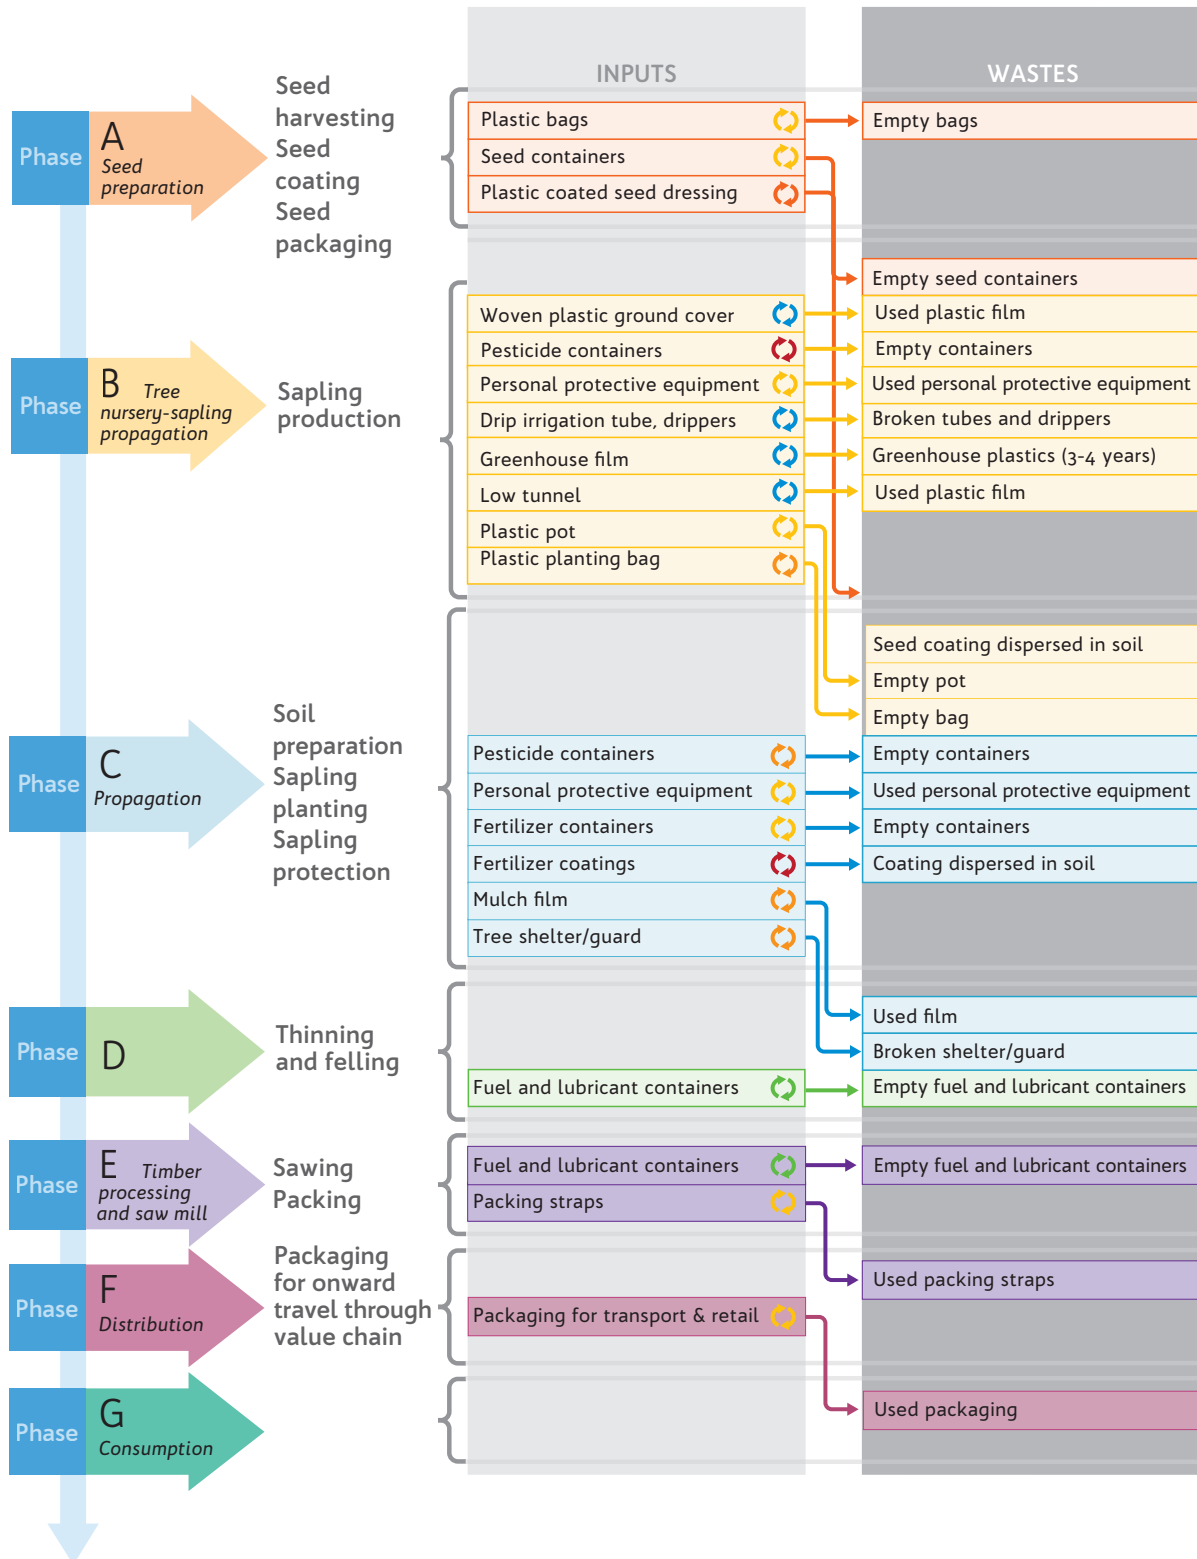 INPUTS
WASTES
Phase
A
Seed
preparation
Seed
harvesting
Seed
coating
Seed
packaging
Plastic bags
Seed containers
Plastic coated seed dressing
Empty bags
Empty seed containers
Phase
B Tree
nursery-sapling
propagation
Sapling
production
Woven plastic ground cover
Pesticide containers
Personal protective equipment
Drip irrigation tube, drippers
Greenhouse film
Low tunnel
Plastic pot
Plastic planting bag
Used plastic film
Empty containers
Used personal protective equipment
Broken tubes and drippers
Greenhouse plastics (3-4 years)
Used plastic film
Seed coating dispersed in soil
Empty pot
Empty bag
Phase
C
Propagation
Soil
preparation
Sapling
planting
Sapling
protection
Pesticide containers
Personal protective equipment
Fertilizer containers
Fertilizer coatings
Mulch film
Tree shelter/guard
Empty containers
Used personal protective equipment
Empty containers
Coating dispersed in soil
Used film
Broken shelter/guard
Phase
D
Thinning
and felling
Fuel and lubricant containers
Empty fuel and lubricant containers
Phase
E Timber
processing
and saw mill
Sawing
Packing
Fuel and lubricant containers
Packing straps
Empty fuel and lubricant containers
Used packing straps
Phase
F
Distribution
Packaging
for onward
travel through
value chain
Packaging for transport & retail
Used packaging
Phase
G
Consumption